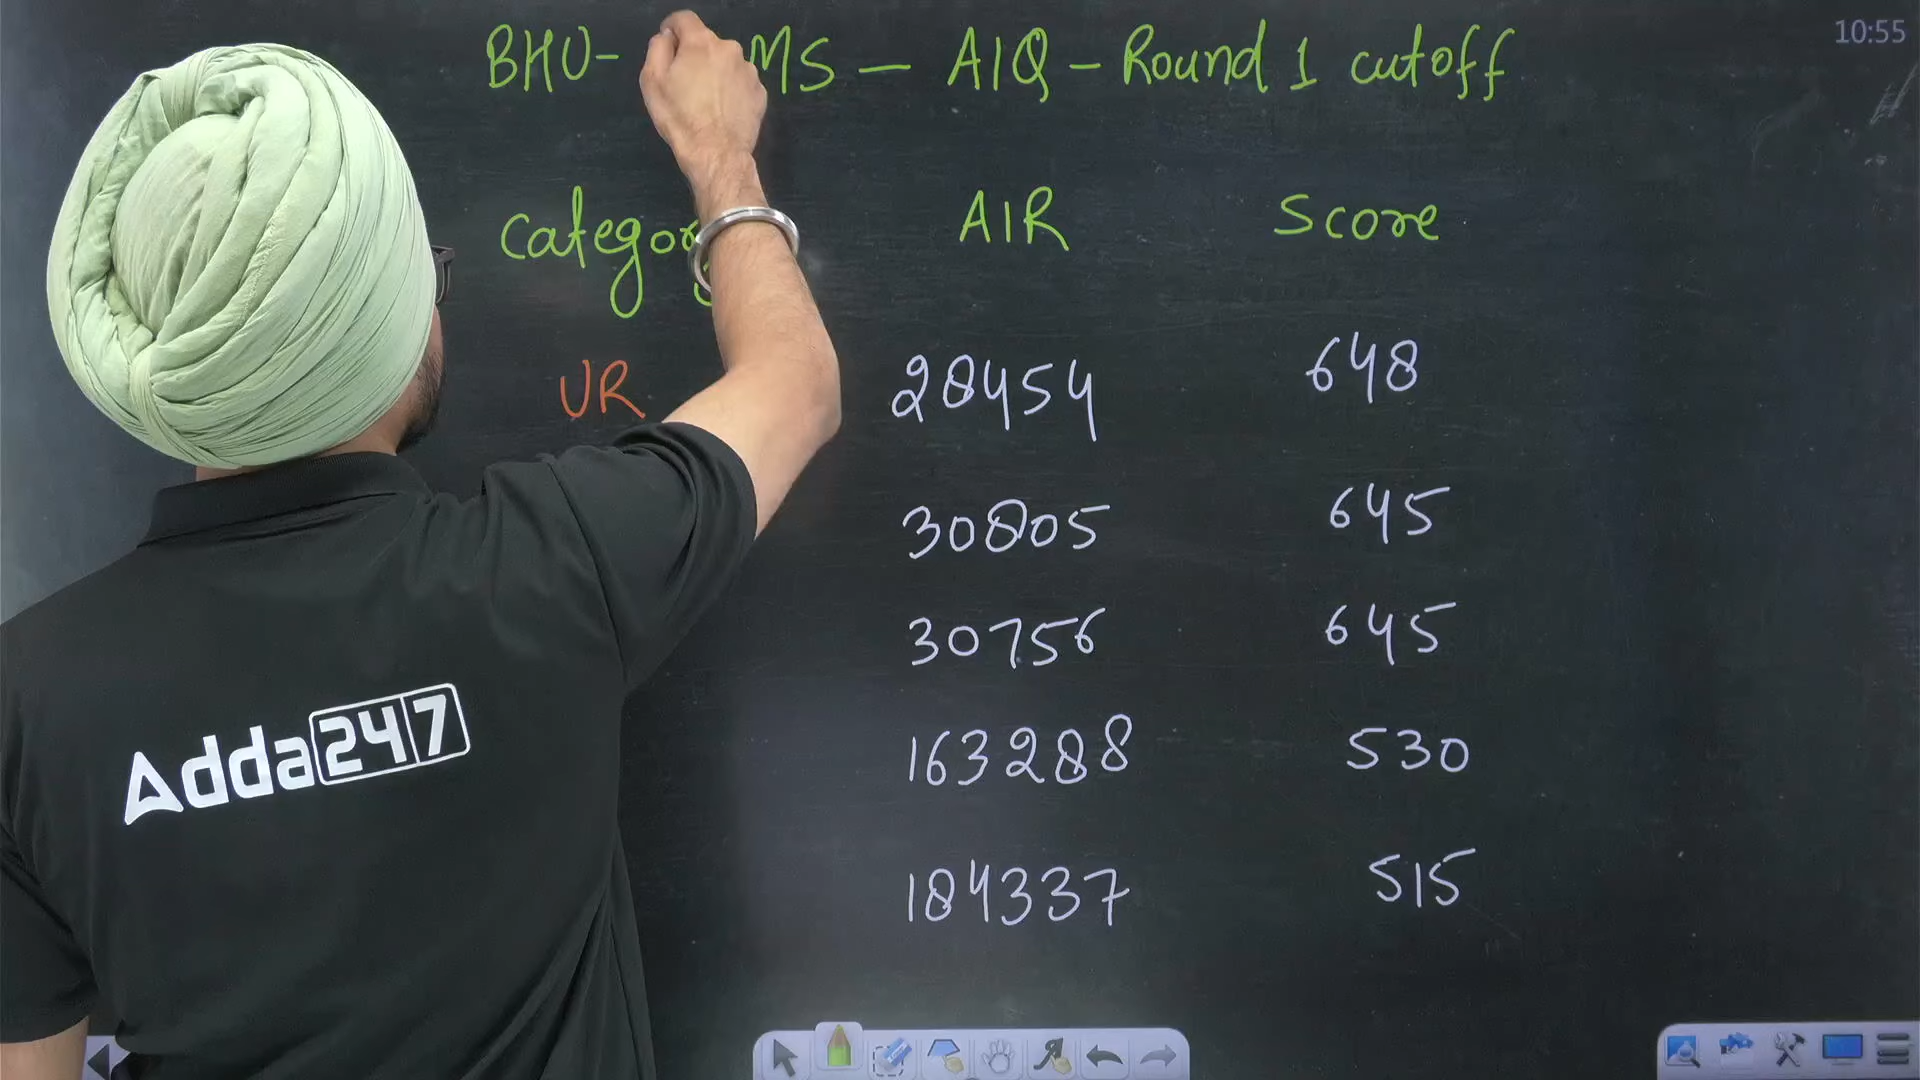 BHU- MS - AIQ - Round 1 cutoff
10:55
Category AIR Score
UR 28454 648
30805 645
30756 645
163288 530
184337 515
Adda247